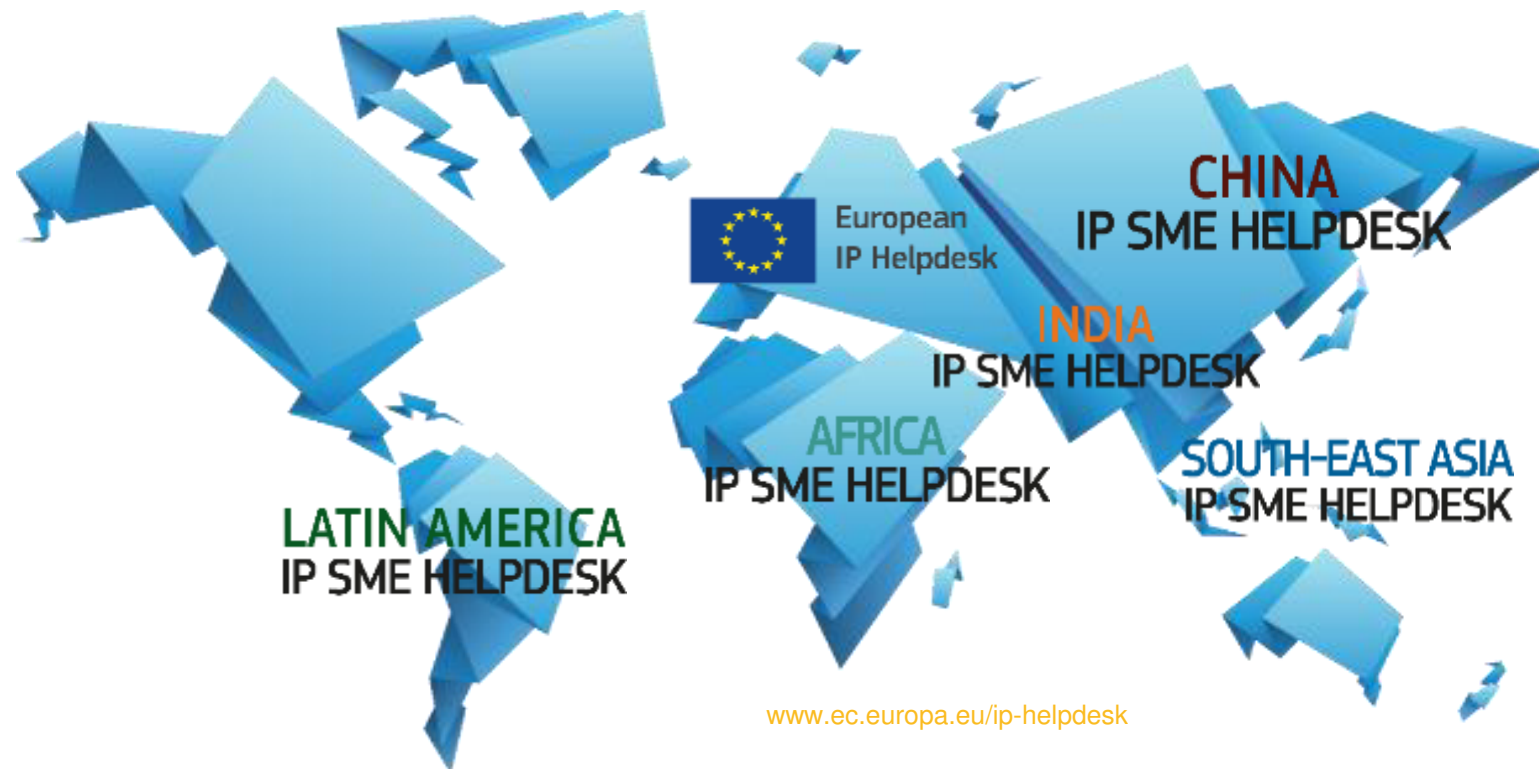 CHINA
IP SME HELPDESK
European
IP Helpdesk
INDIA
IP SME HELPDESK
AFRICA
IP SME HELPDESK
SOUTH-EAST ASIA
IP SME HELPDESK
LATIN AMERICA
IP SME HELPDESK
www.ec.europa.eu/ip-helpdesk